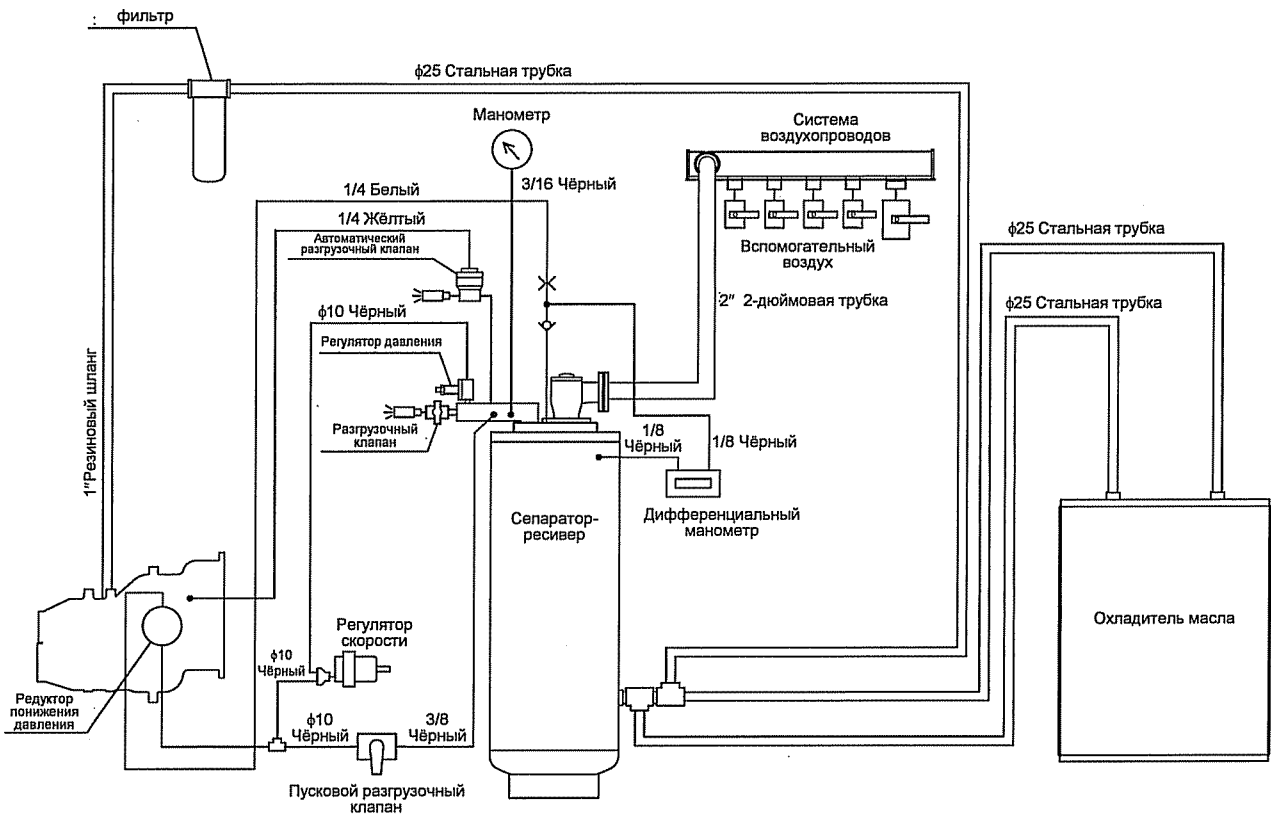 : фильтр
ф25 Стальная трубка
Манометр
Система
воздухопроводов
3/16 Чёрный
1/4 Белый
1/4 Жёлтый
Автоматический
разгрузочный клапан
Вспомогательный
воздух
ф25 Стальная трубка
ф25 Стальная трубка
2" 2-дюймовая трубка
ф10 Чёрный
Регулятор давления
1"Резиновый шланг
Разгрузочный
клапан
1/8
Чёрный
1/8 Чёрный
Сепаратор-
ресивер
Дифференциальный
манометр
Охладитель масла
Регулятор
скорости
ф10
Чёрный
Редуктор
понижения
давления
ф10
Чёрный
3/8
Чёрный
Пусковой разгрузочный
клапан